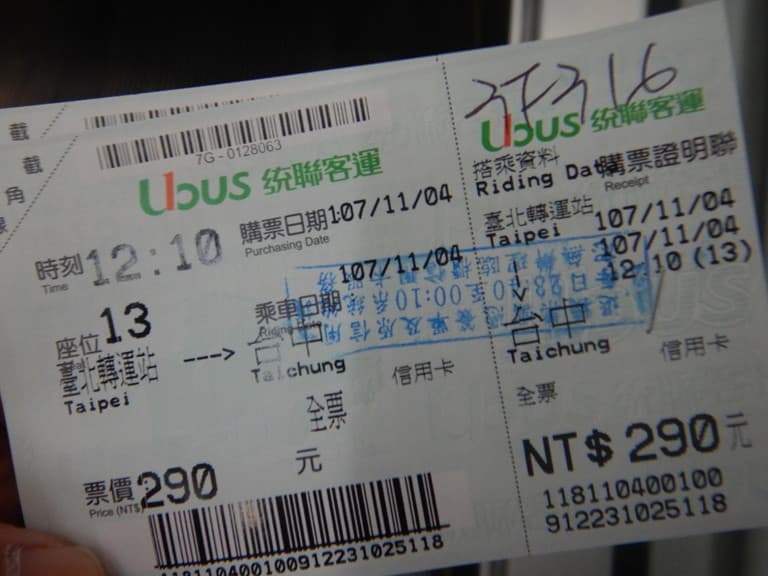 截
截
角
7G-0128063
Ubus 統聯客運
時刻 12:10
Time
購票日期 107/11/04
Purchasing Date
107/11/04
乘車日期
座位 13
臺北轉運站 ---> 台中
Taipei
Taichung
信用卡
全票
元
票價 290
Price (NT$)
11811040010091223102​5118
3F316
Ubus 統聯客運
搭乘資料
Riding Date
購票證明聯
Receipt
臺北轉運站
Taipei
107/11/04
107/11/04
12:10 (13)
台中
Taichung
信用卡
全票
NT$ 290 元
118110400100
912231025118